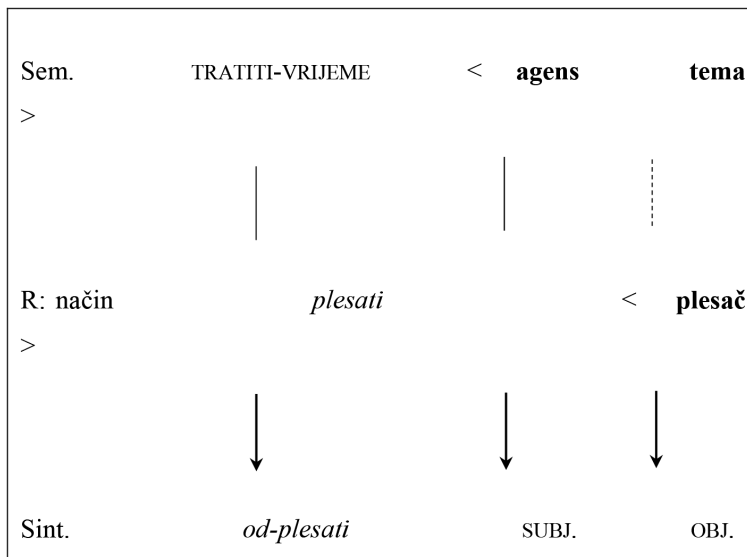 Sem. TRATITI-VRIJEME < agens tema
>
R: način plesati < plesač
>
Sint. od-plesati SUBJ. OBJ.